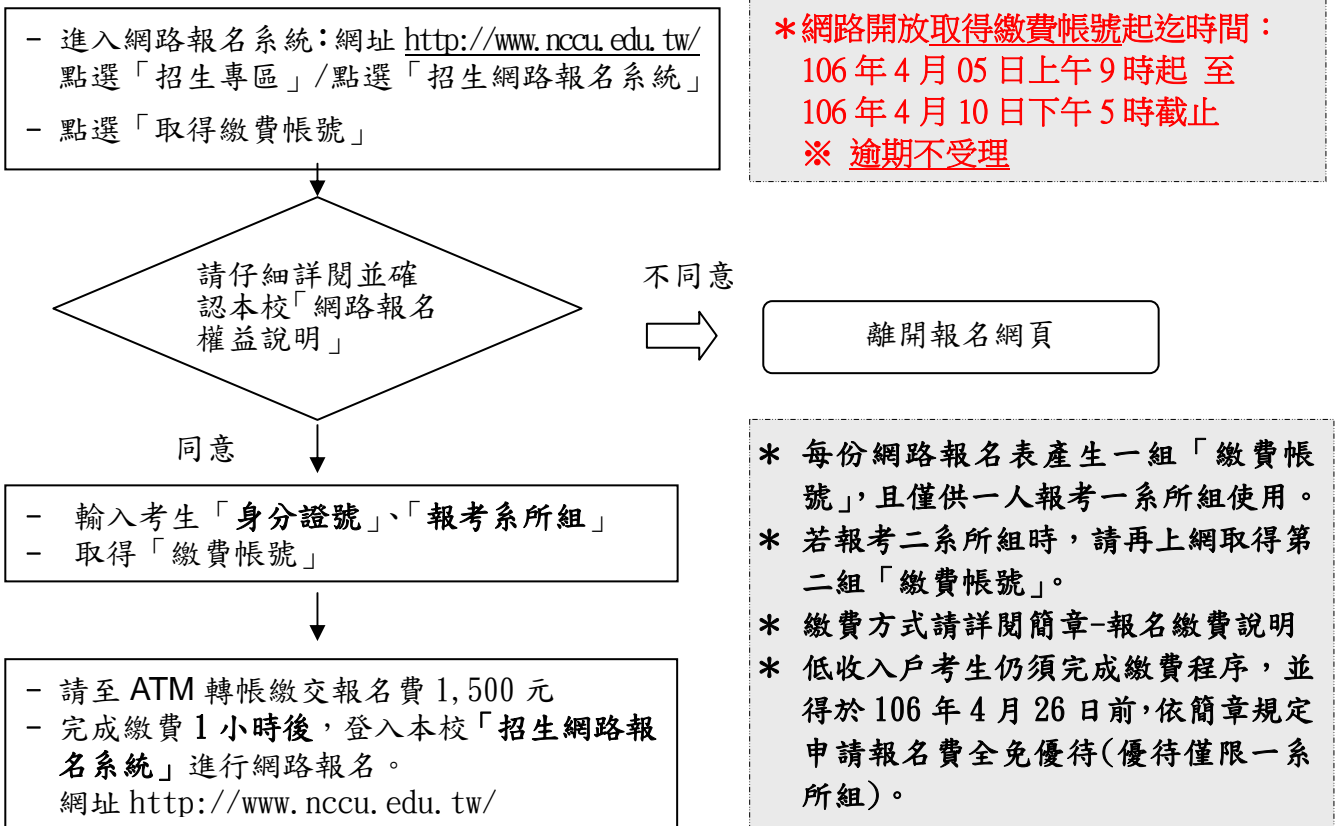 - 進入網路報名系統：網址 http://www.nccu.edu.tw/
點選「招生專區」/點選「招生網路報名系統」
- 點選「取得繳費帳號」
＊網路開放取得繳費帳號起迄時間：
106 年 4 月 05 日上午 9 時起 至
106 年 4 月 10 日下午 5 時截止
※ 逾期不受理
請仔細詳閱並確
認本校「網路報名
權益說明」
不同意
離開報名網頁
同意
- 輸入考生「身分證號」、「報考系所組」
- 取得「繳費帳號」
- 請至 ATM 轉帳繳交報名費 1,500 元
- 完成繳費 1 小時後，登入本校「招生網路報
名系統」進行網路報名。
網址 http://www.nccu.edu.tw/
＊ 每份網路報名表產生一組「繳費帳
號」，且僅供一人報考一系所組使用。
＊ 若報考二系所組時，請再上網取得第
二組「繳費帳號」。
＊ 繳費方式請詳閱簡章-報名繳費說明
＊ 低收入戶考生仍須完成繳費程序，並
得於 106 年 4 月 26 日前，依簡章規定
申請報名費全免優待(優待僅限一系
所組)。